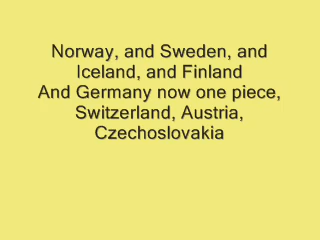 Norway, and Sweden, and
Iceland, and Finland
And Germany now one piece,
Switzerland, Austria,
Czechoslovakia